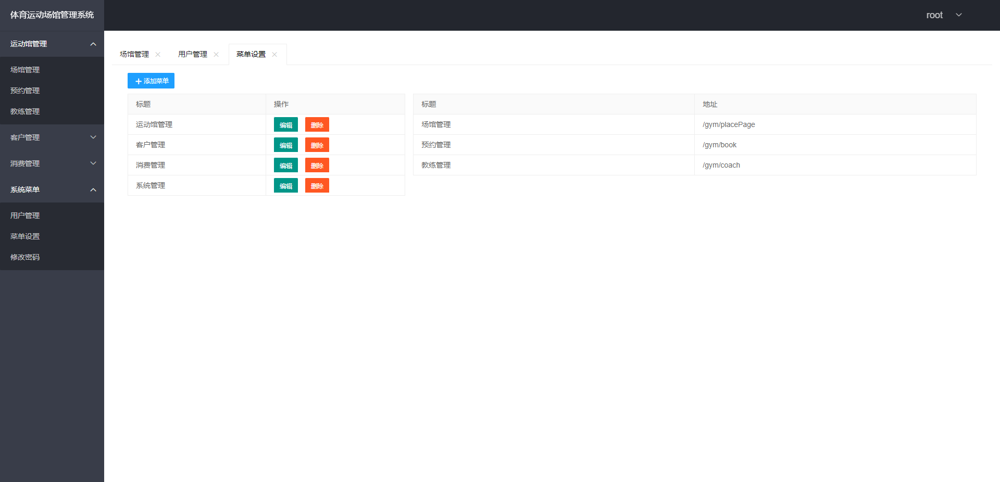 体育运动场馆管理系统
root
运动馆管理
场馆管理
预约管理
教练管理
客户管理
消费管理
系统菜单
用户管理
菜单设置
修改密码
场馆管理 用户管理 菜单设置
添加菜单
标题 操作
运动馆管理 编辑 删除
客户管理 编辑 删除
消费管理 编辑 删除
系统管理 编辑 删除
标题 地址
场馆管理 /gym/placePage
预约管理 /gym/book
教练管理 /gym/coach